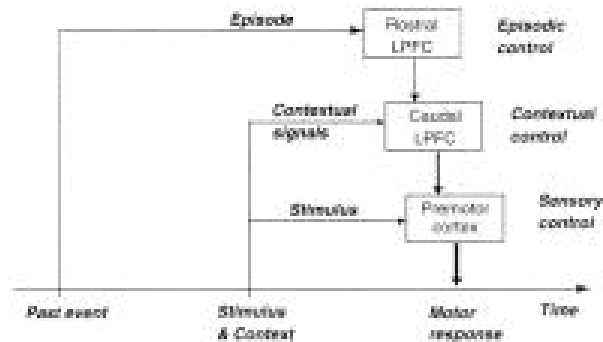 Episode
Rostral
LPFC
Episodic
control
Contextual
signals
Caudal
LPFC
Contextual
control
Stimulus
Premotor
cortex
Sensory
control
Past event
Stimulus
& Context
Motor
response
Time